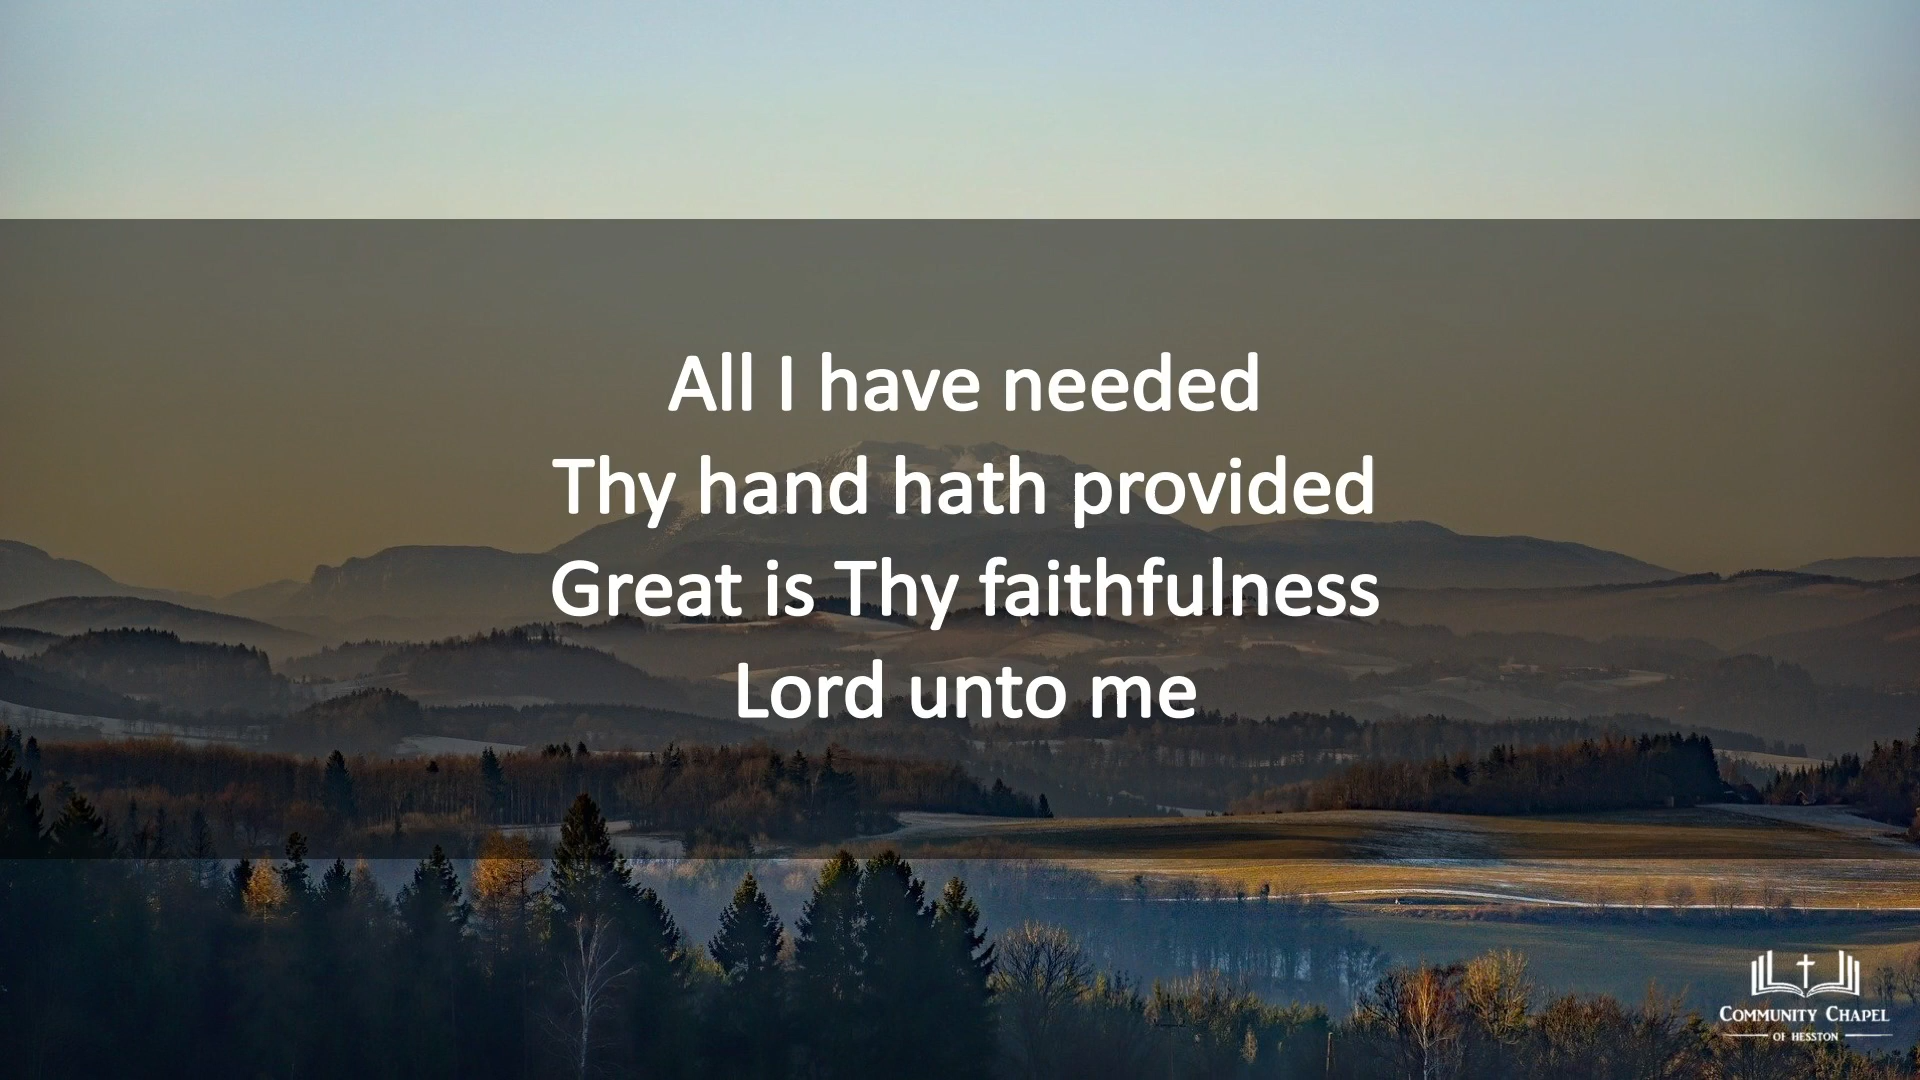 All I have needed
Thy hand hath provided
Great is Thy faithfulness
Lord unto me
COMMUNITY CHAPEL
OF HESSTON